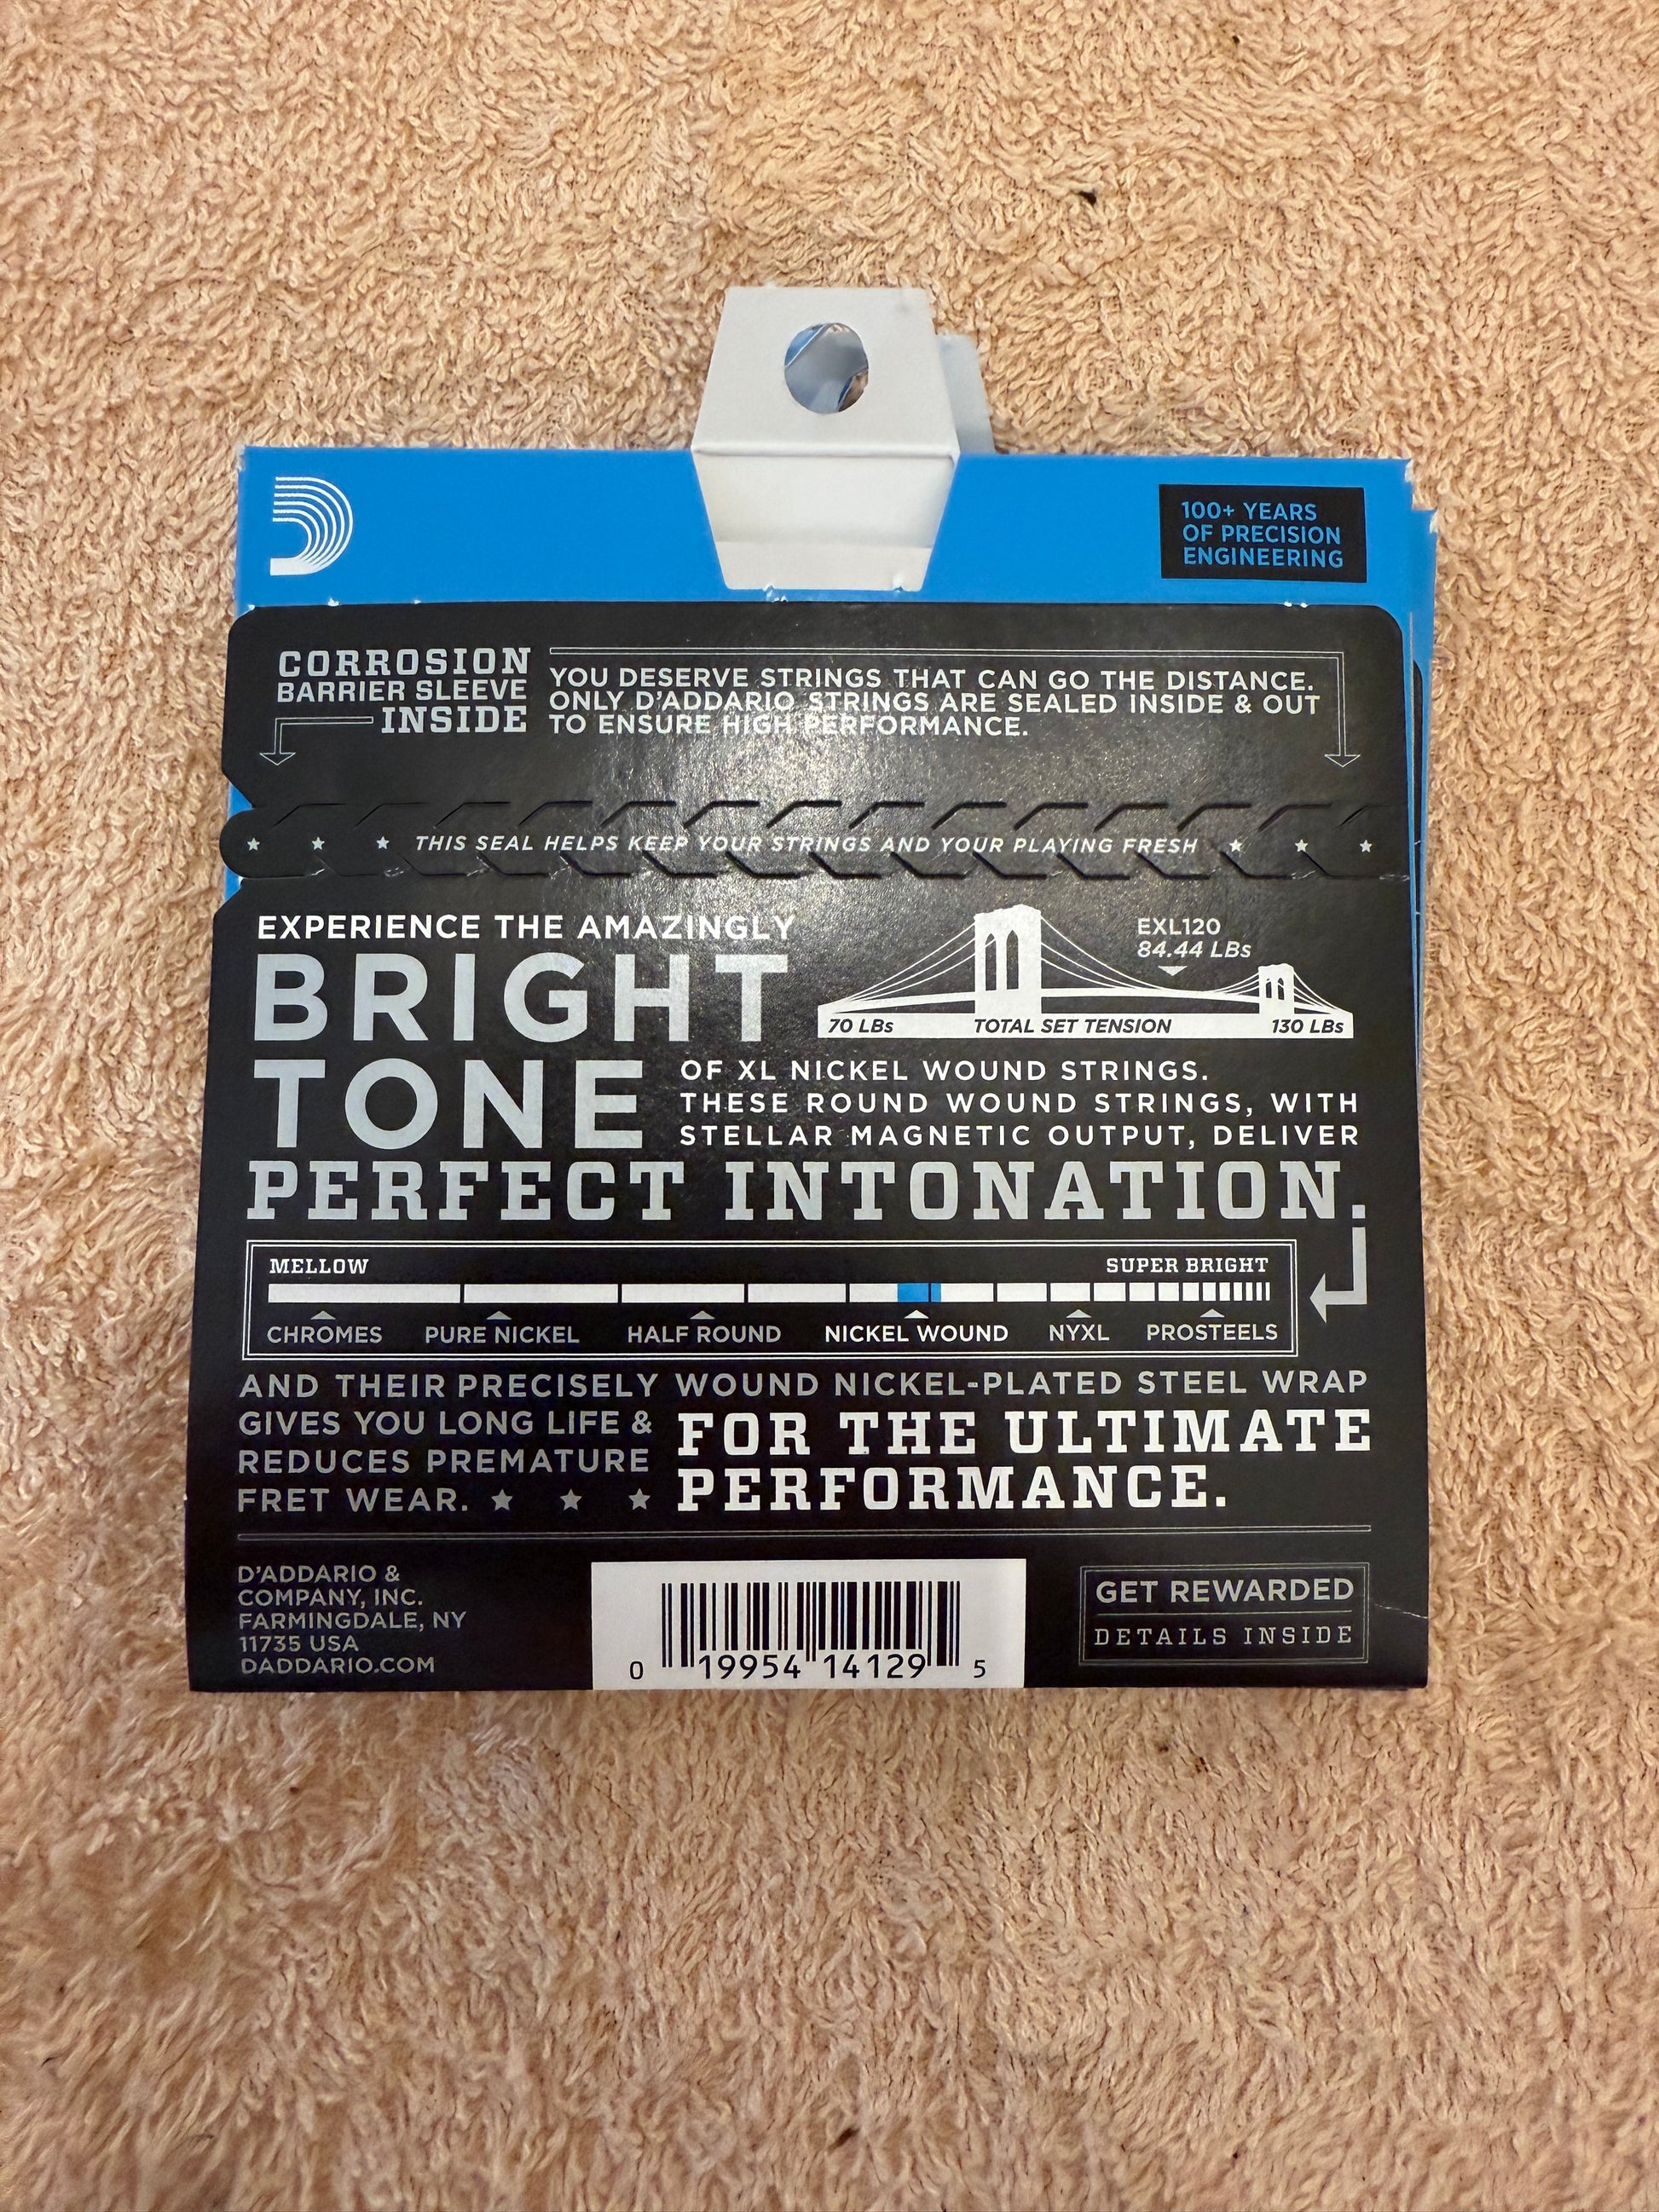 100+ YEARS
OF PRECISION
ENGINEERING
CORROSION
BARRIER SLEEVE
INSIDE
YOU DESERVE STRINGS THAT CAN GO THE DISTANCE.
ONLY D'ADDARIO STRINGS ARE SEALED INSIDE & OUT
TO ENSURE HIGH PERFORMANCE.
THIS SEAL HELPS KEEP YOUR STRINGS AND YOUR PLAYING FRESH
EXPERIENCE THE AMAZINGLY
BRIGHT
TONE
EXL120
84.44 LBs
70 LBs TOTAL SET TENSION 130 LBs
OF XL NICKEL WOUND STRINGS.
THESE ROUND WOUND STRINGS, WITH
STELLAR MAGNETIC OUTPUT, DELIVER
PERFECT INTONATION.
MELLOW SUPER BRIGHT
CHROMES PURE NICKEL HALF ROUND NICKEL WOUND NYXL PROSTEELS
AND THEIR PRECISELY WOUND NICKEL-PLATED STEEL WRAP
GIVES YOU LONG LIFE &
REDUCES PREMATURE
FRET WEAR.
FOR THE ULTIMATE
PERFORMANCE.
D'ADDARIO &
COMPANY, INC.
FARMINGDALE, NY
11735 USA
DADDARIO.COM
0 19954 14129 5
GET REWARDED
DETAILS INSIDE